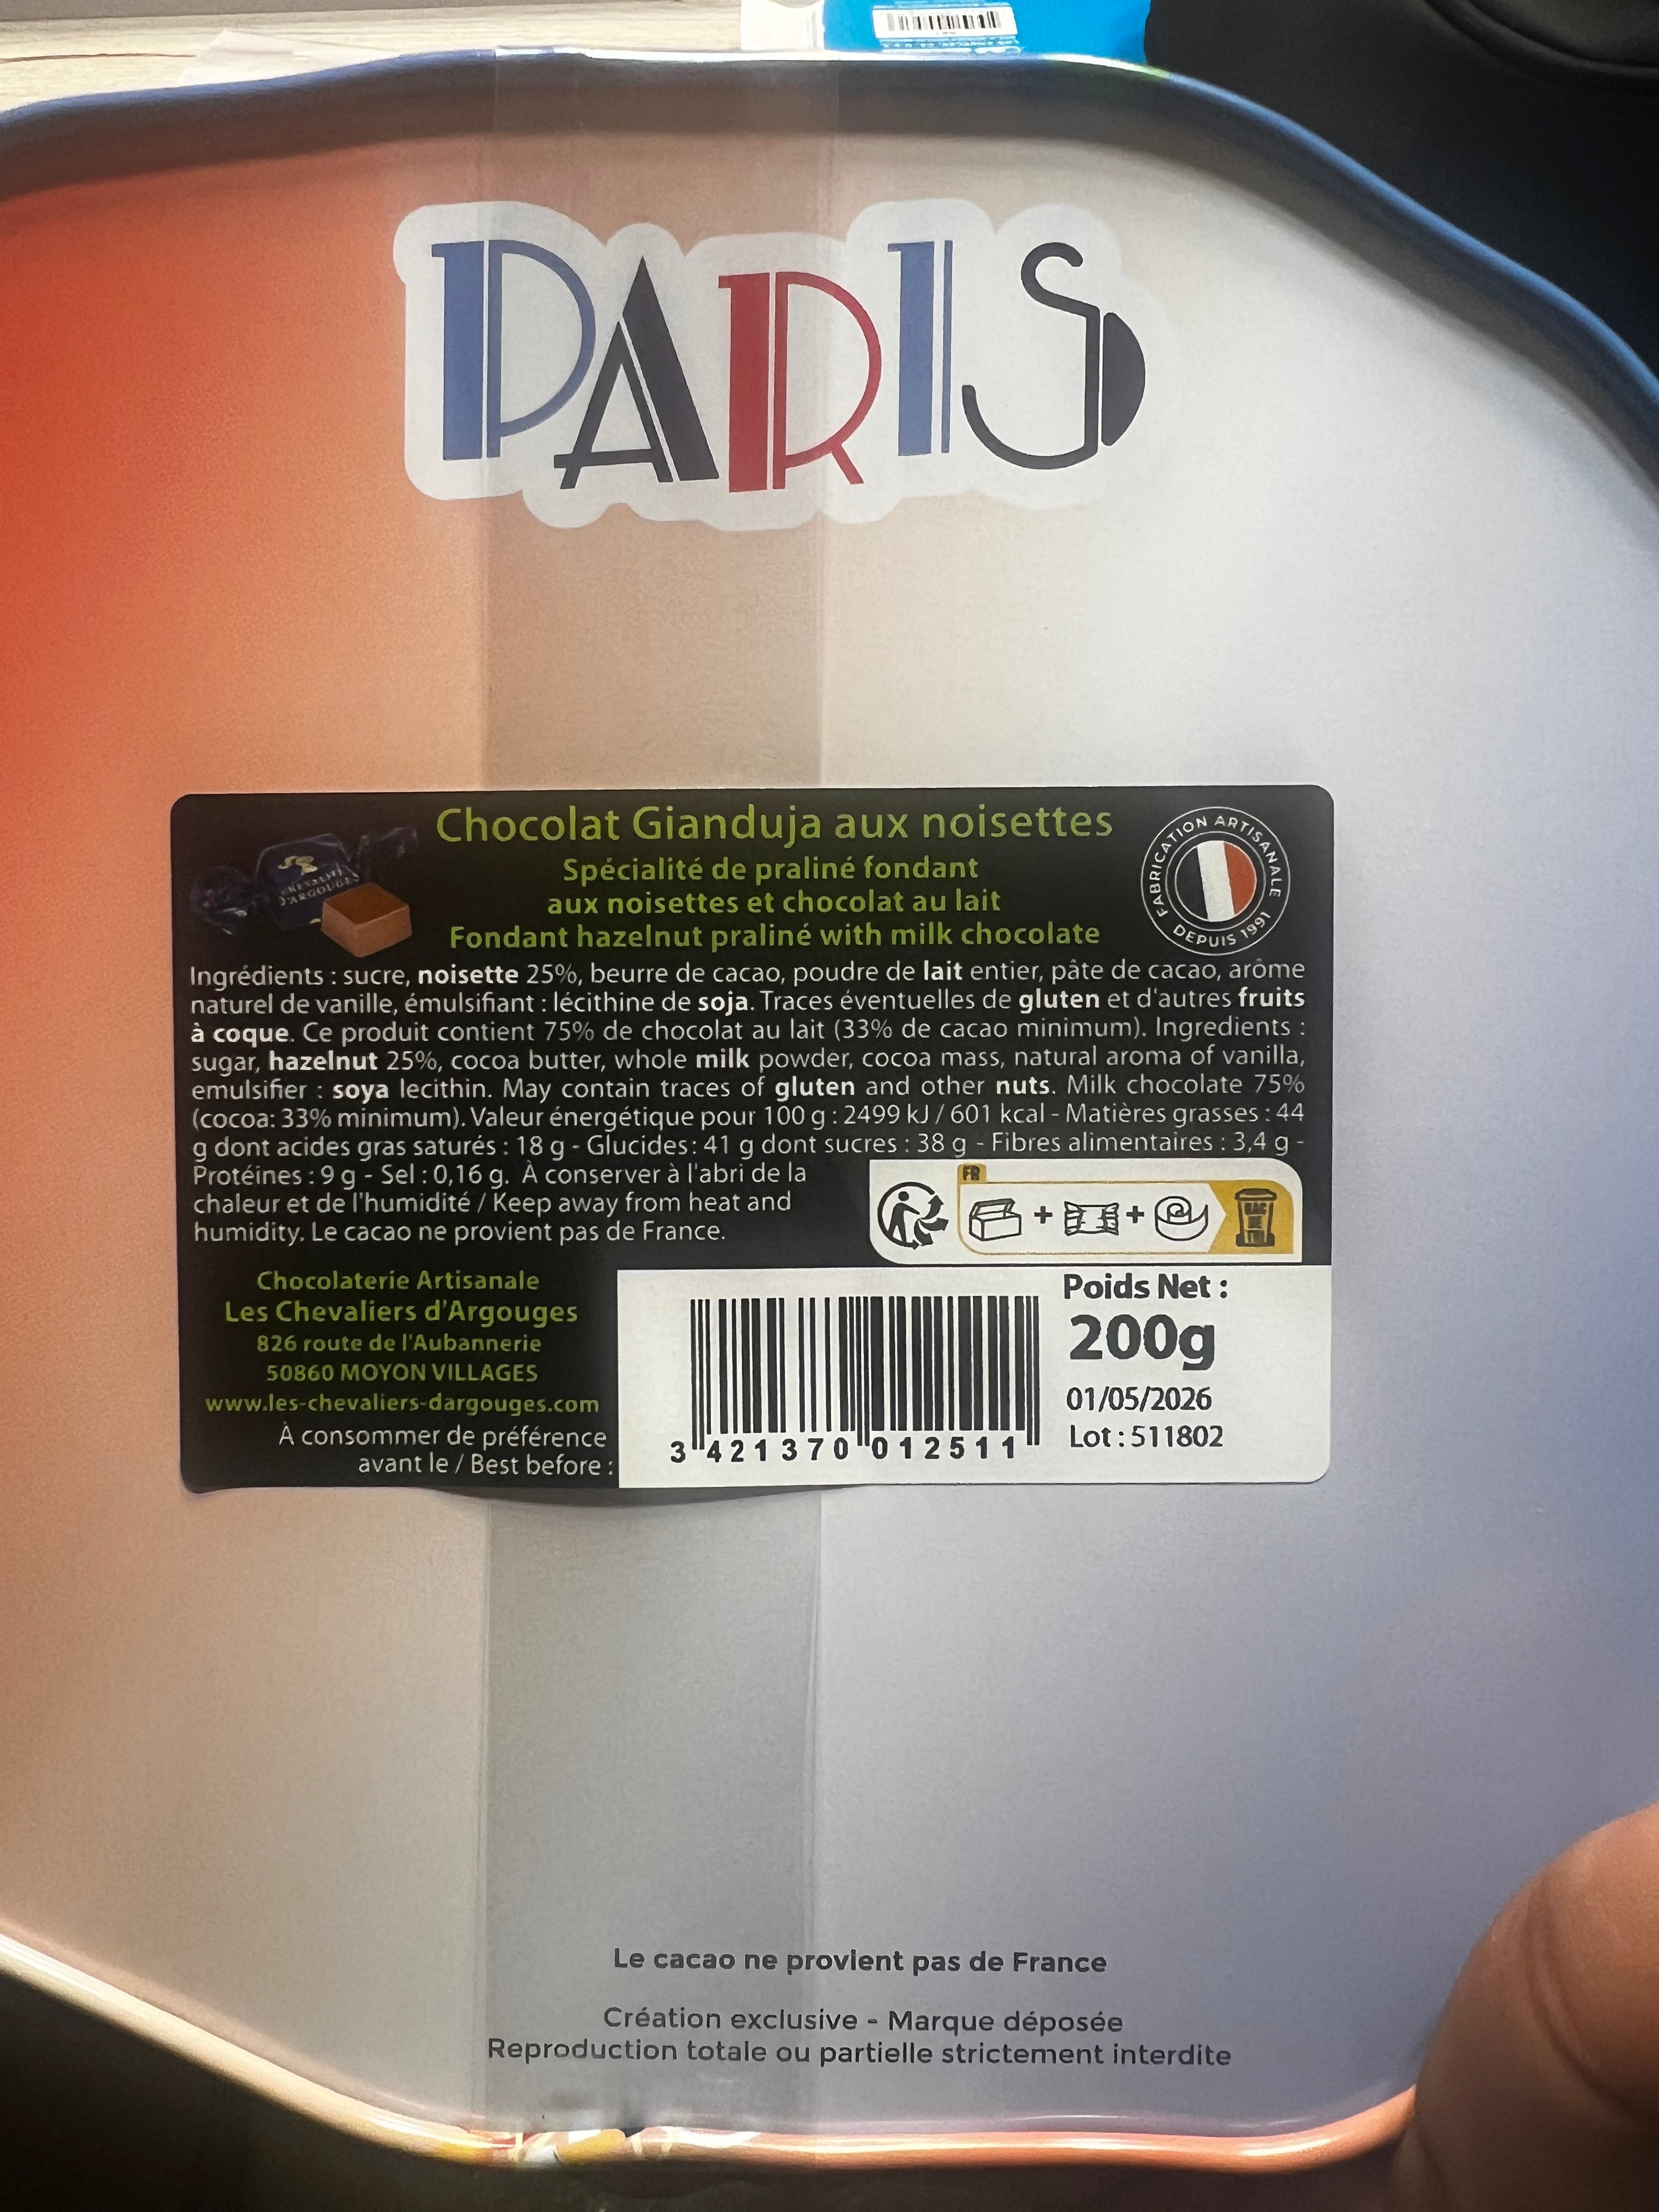 PARIS
Chocolat Gianduja aux noisettes
Spécialité de praliné fondant
aux noisettes et chocolat au lait
Fondant hazelnut praliné with milk chocolate
CHEVALIERS
D'ARGOUGES
FABRICATION ARTISANALE
DEPUIS 1991
Ingrédients : sucre, noisette 25%, beurre de cacao, poudre de lait entier, pâte de cacao, arôme
naturel de vanille, émulsifiant : lécithine de soja. Traces éventuelles de gluten et d'autres fruits
à coque. Ce produit contient 75% de chocolat au lait (33% de cacao minimum). Ingredients :
sugar, hazelnut 25%, cocoa butter, whole milk powder, cocoa mass, natural aroma of vanilla,
emulsifier : soya lecithin. May contain traces of gluten and other nuts. Milk chocolate 75%
(cocoa: 33% minimum). Valeur énergétique pour 100 g : 2499 kJ / 601 kcal - Matières grasses : 44
g dont acides gras saturés : 18 g - Glucides: 41 g dont sucres : 38 g - Fibres alimentaires : 3,4 g -
Protéines : 9 g - Sel : 0,16 g. À conserver à l'abri de la
chaleur et de l'humidité / Keep away from heat and
humidity. Le cacao ne provient pas de France.
FR
BAC
DE
Chocolaterie Artisanale
Les Chevaliers d'Argouges
826 route de l'Aubannerie
50860 MOYON VILLAGES
www.les-chevaliers-dargouges.com
À consommer de préférence
avant le / Best before :
3 421370 012511
Poids Net :
200g
01/05/2026
Lot : 511802
Le cacao ne provient pas de France
Création exclusive - Marque déposée
Reproduction totale ou partielle strictement interdite